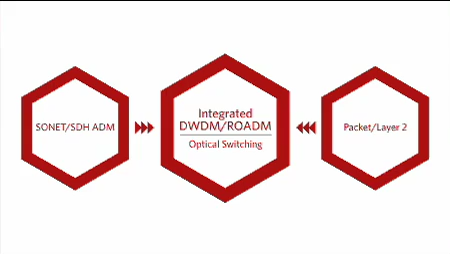 SONET/SDH ADM
Integrated
DWDM/ROADM
Optical Switching
Packet/Layer 2